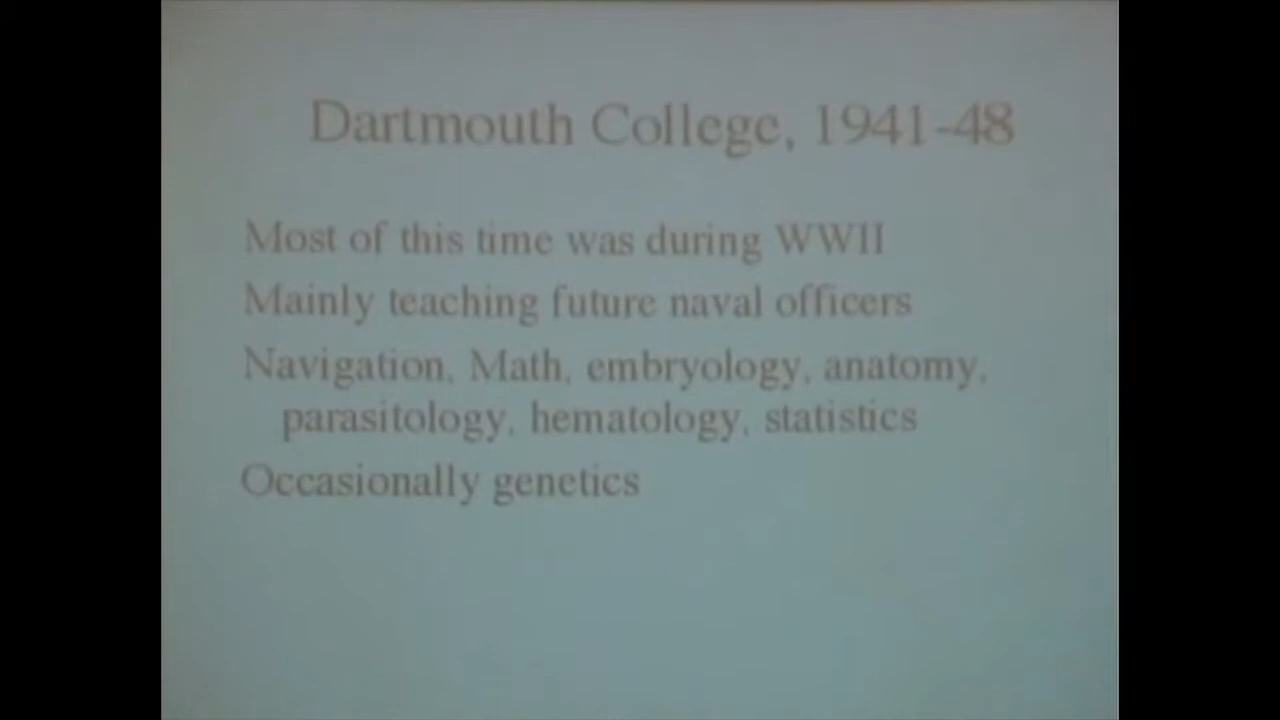 Dartmouth College, 1941-48
Most of this time was during WWII
Mainly teaching future naval officers
Navigation, Math, embryology, anatomy,
parasitology, hematology, statistics
Occasionally genetics